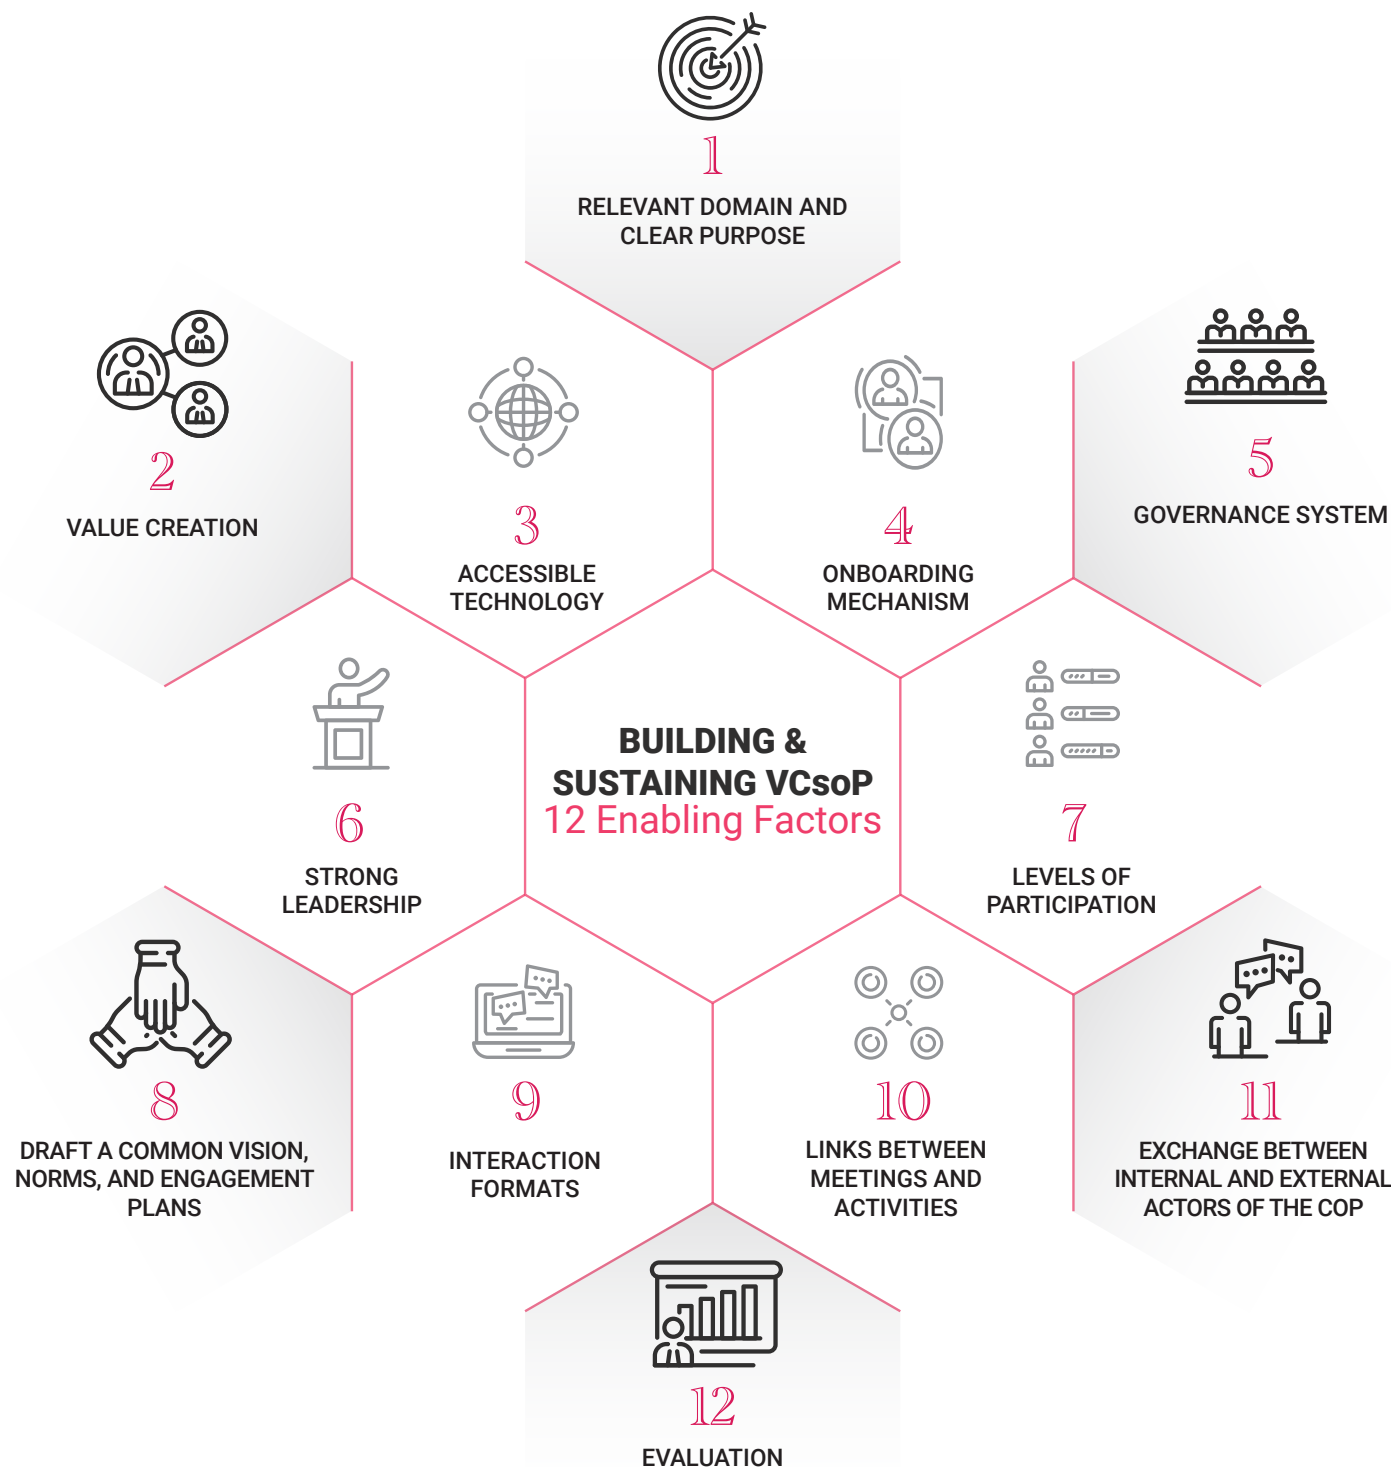 1
RELEVANT DOMAIN AND
CLEAR PURPOSE
2
VALUE CREATION
3
ACCESSIBLE
TECHNOLOGY
4
ONBOARDING
MECHANISM
5
GOVERNANCE SYSTEM
BUILDING &
SUSTAINING VCsoP
12 Enabling Factors
6
STRONG
LEADERSHIP
7
LEVELS OF
PARTICIPATION
8
DRAFT A COMMON VISION,
NORMS, AND ENGAGEMENT
PLANS
9
INTERACTION
FORMATS
10
LINKS BETWEEN
MEETINGS AND
ACTIVITIES
11
EXCHANGE BETWEEN
INTERNAL AND EXTERNAL
ACTORS OF THE COP
12
EVALUATION